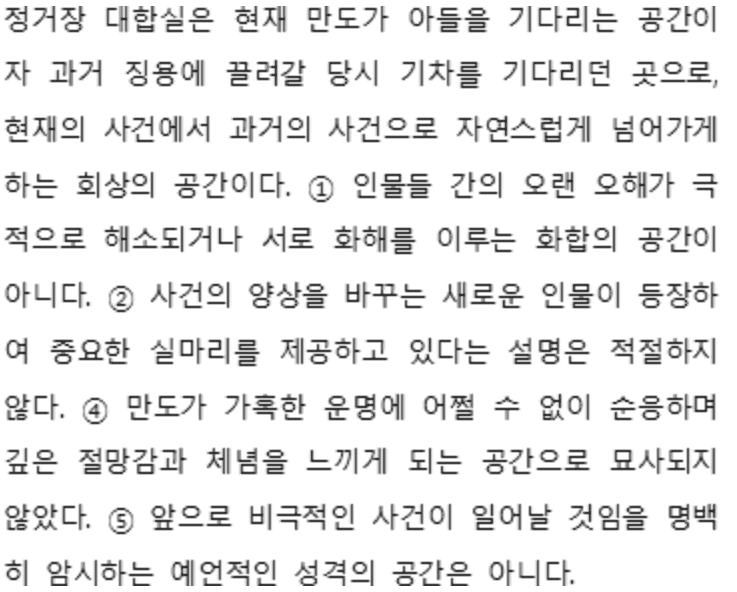 정거장 대합실은 현재 만도가 아들을 기다리는 공간이
자 과거 징용에 끌려갈 당시 기차를 기다리던 곳으로,
현재의 사건에서 과거의 사건으로 자연스럽게 넘어가게
하는 회상의 공간이다. ① 인물들 간의 오랜 오해가 극
적으로 해소되거나 서로 화해를 이루는 화합의 공간이
아니다. ② 사건의 양상을 바꾸는 새로운 인물이 등장하
여 중요한 실마리를 제공하고 있다는 설명은 적절하지
않다. ④ 만도가 가혹한 운명에 어쩔 수 없이 순응하며
깊은 절망감과 체념을 느끼게 되는 공간으로 묘사되지
않았다. ⑤ 앞으로 비극적인 사건이 일어날 것임을 명백
히 암시하는 예언적인 성격의 공간은 아니다.